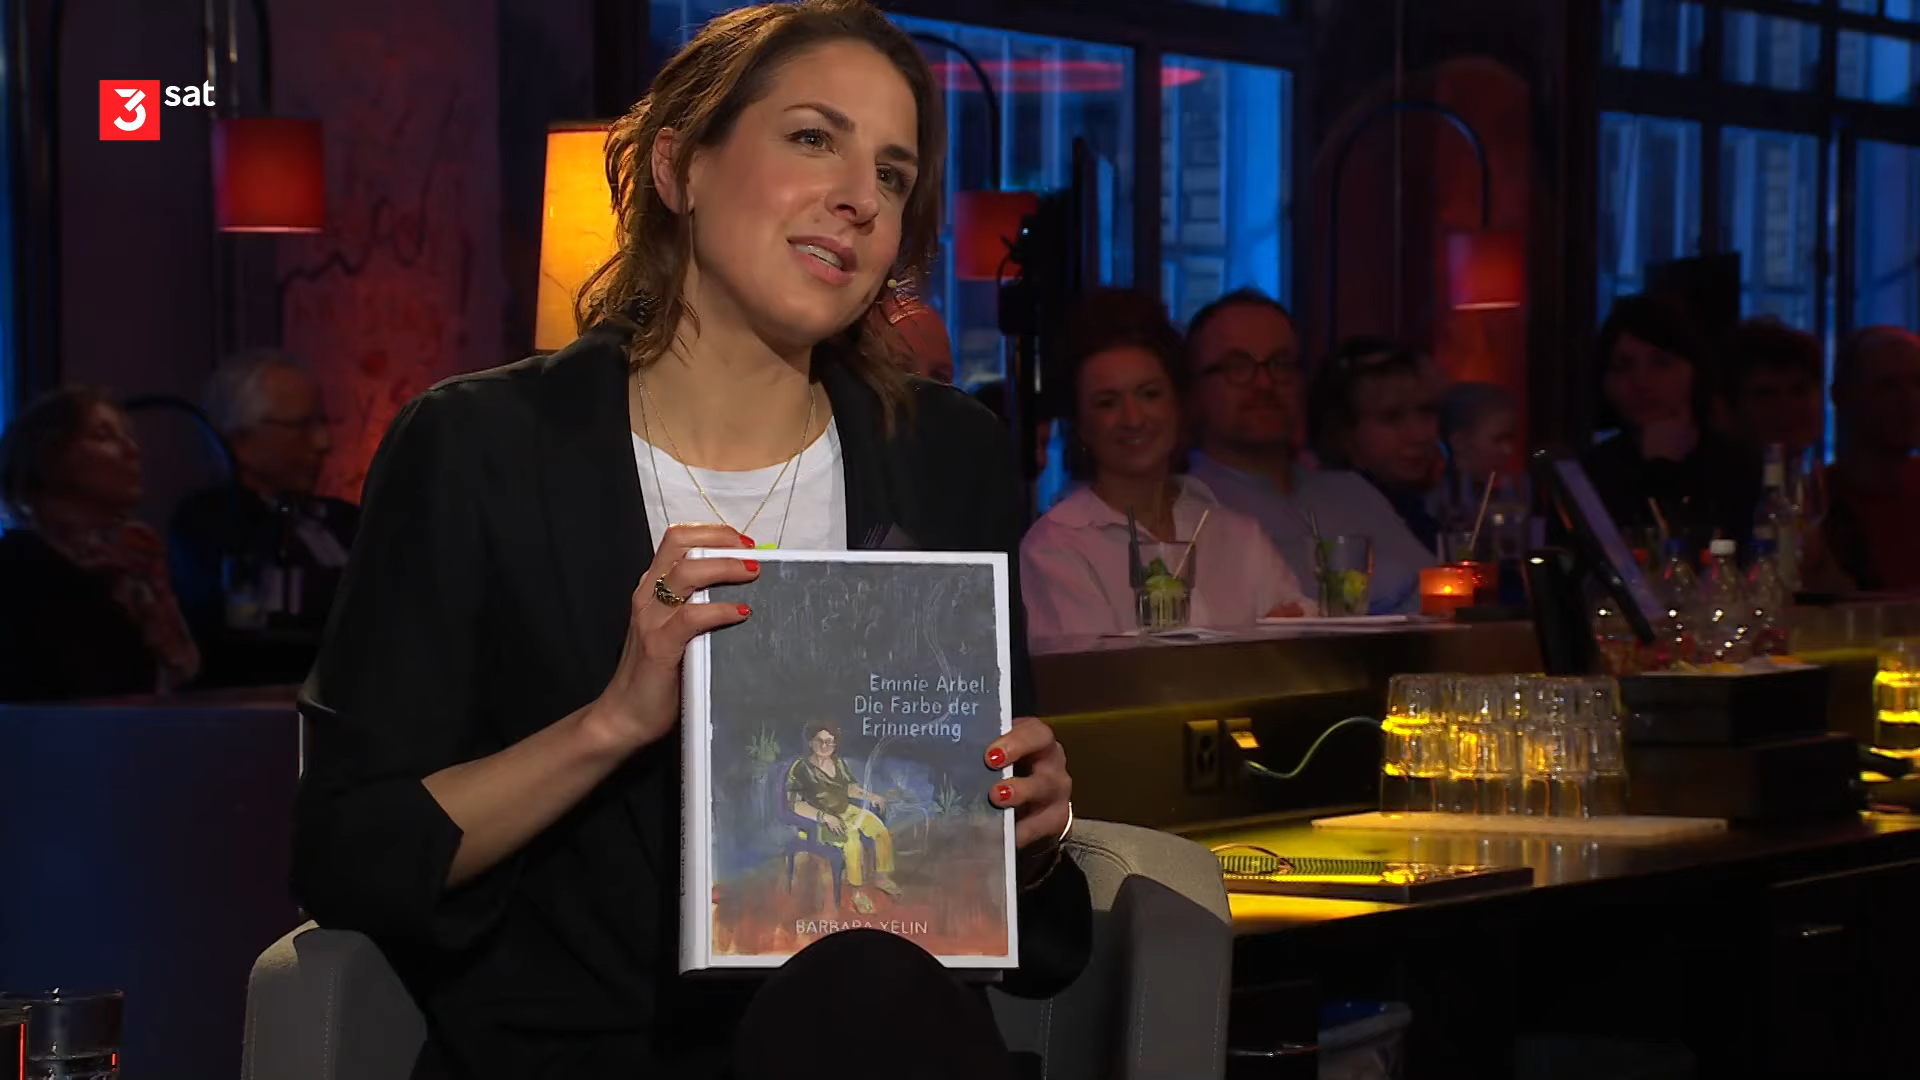 3sat
Emmie Arbel.
Die Farbe der
Erinnerung
BARBARA YELIN